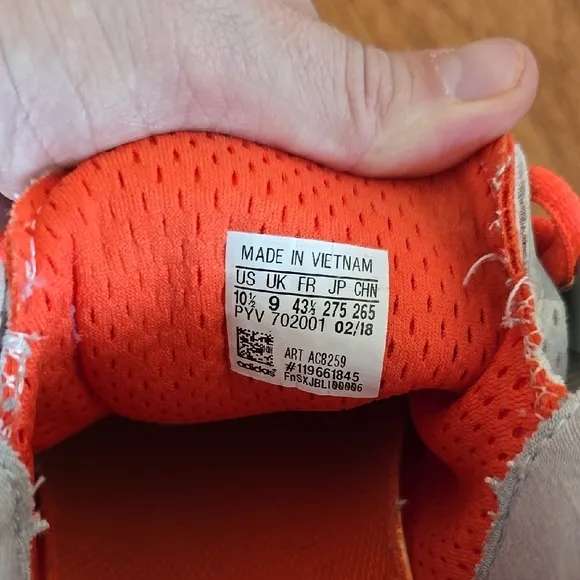 MADE IN VIETNAM
US UK FR JP CHN
10½ 9 43⅓ 275 265
PYV 702001 02/18
ART AC8259
adidas #119661845
FnSXJBLI00006